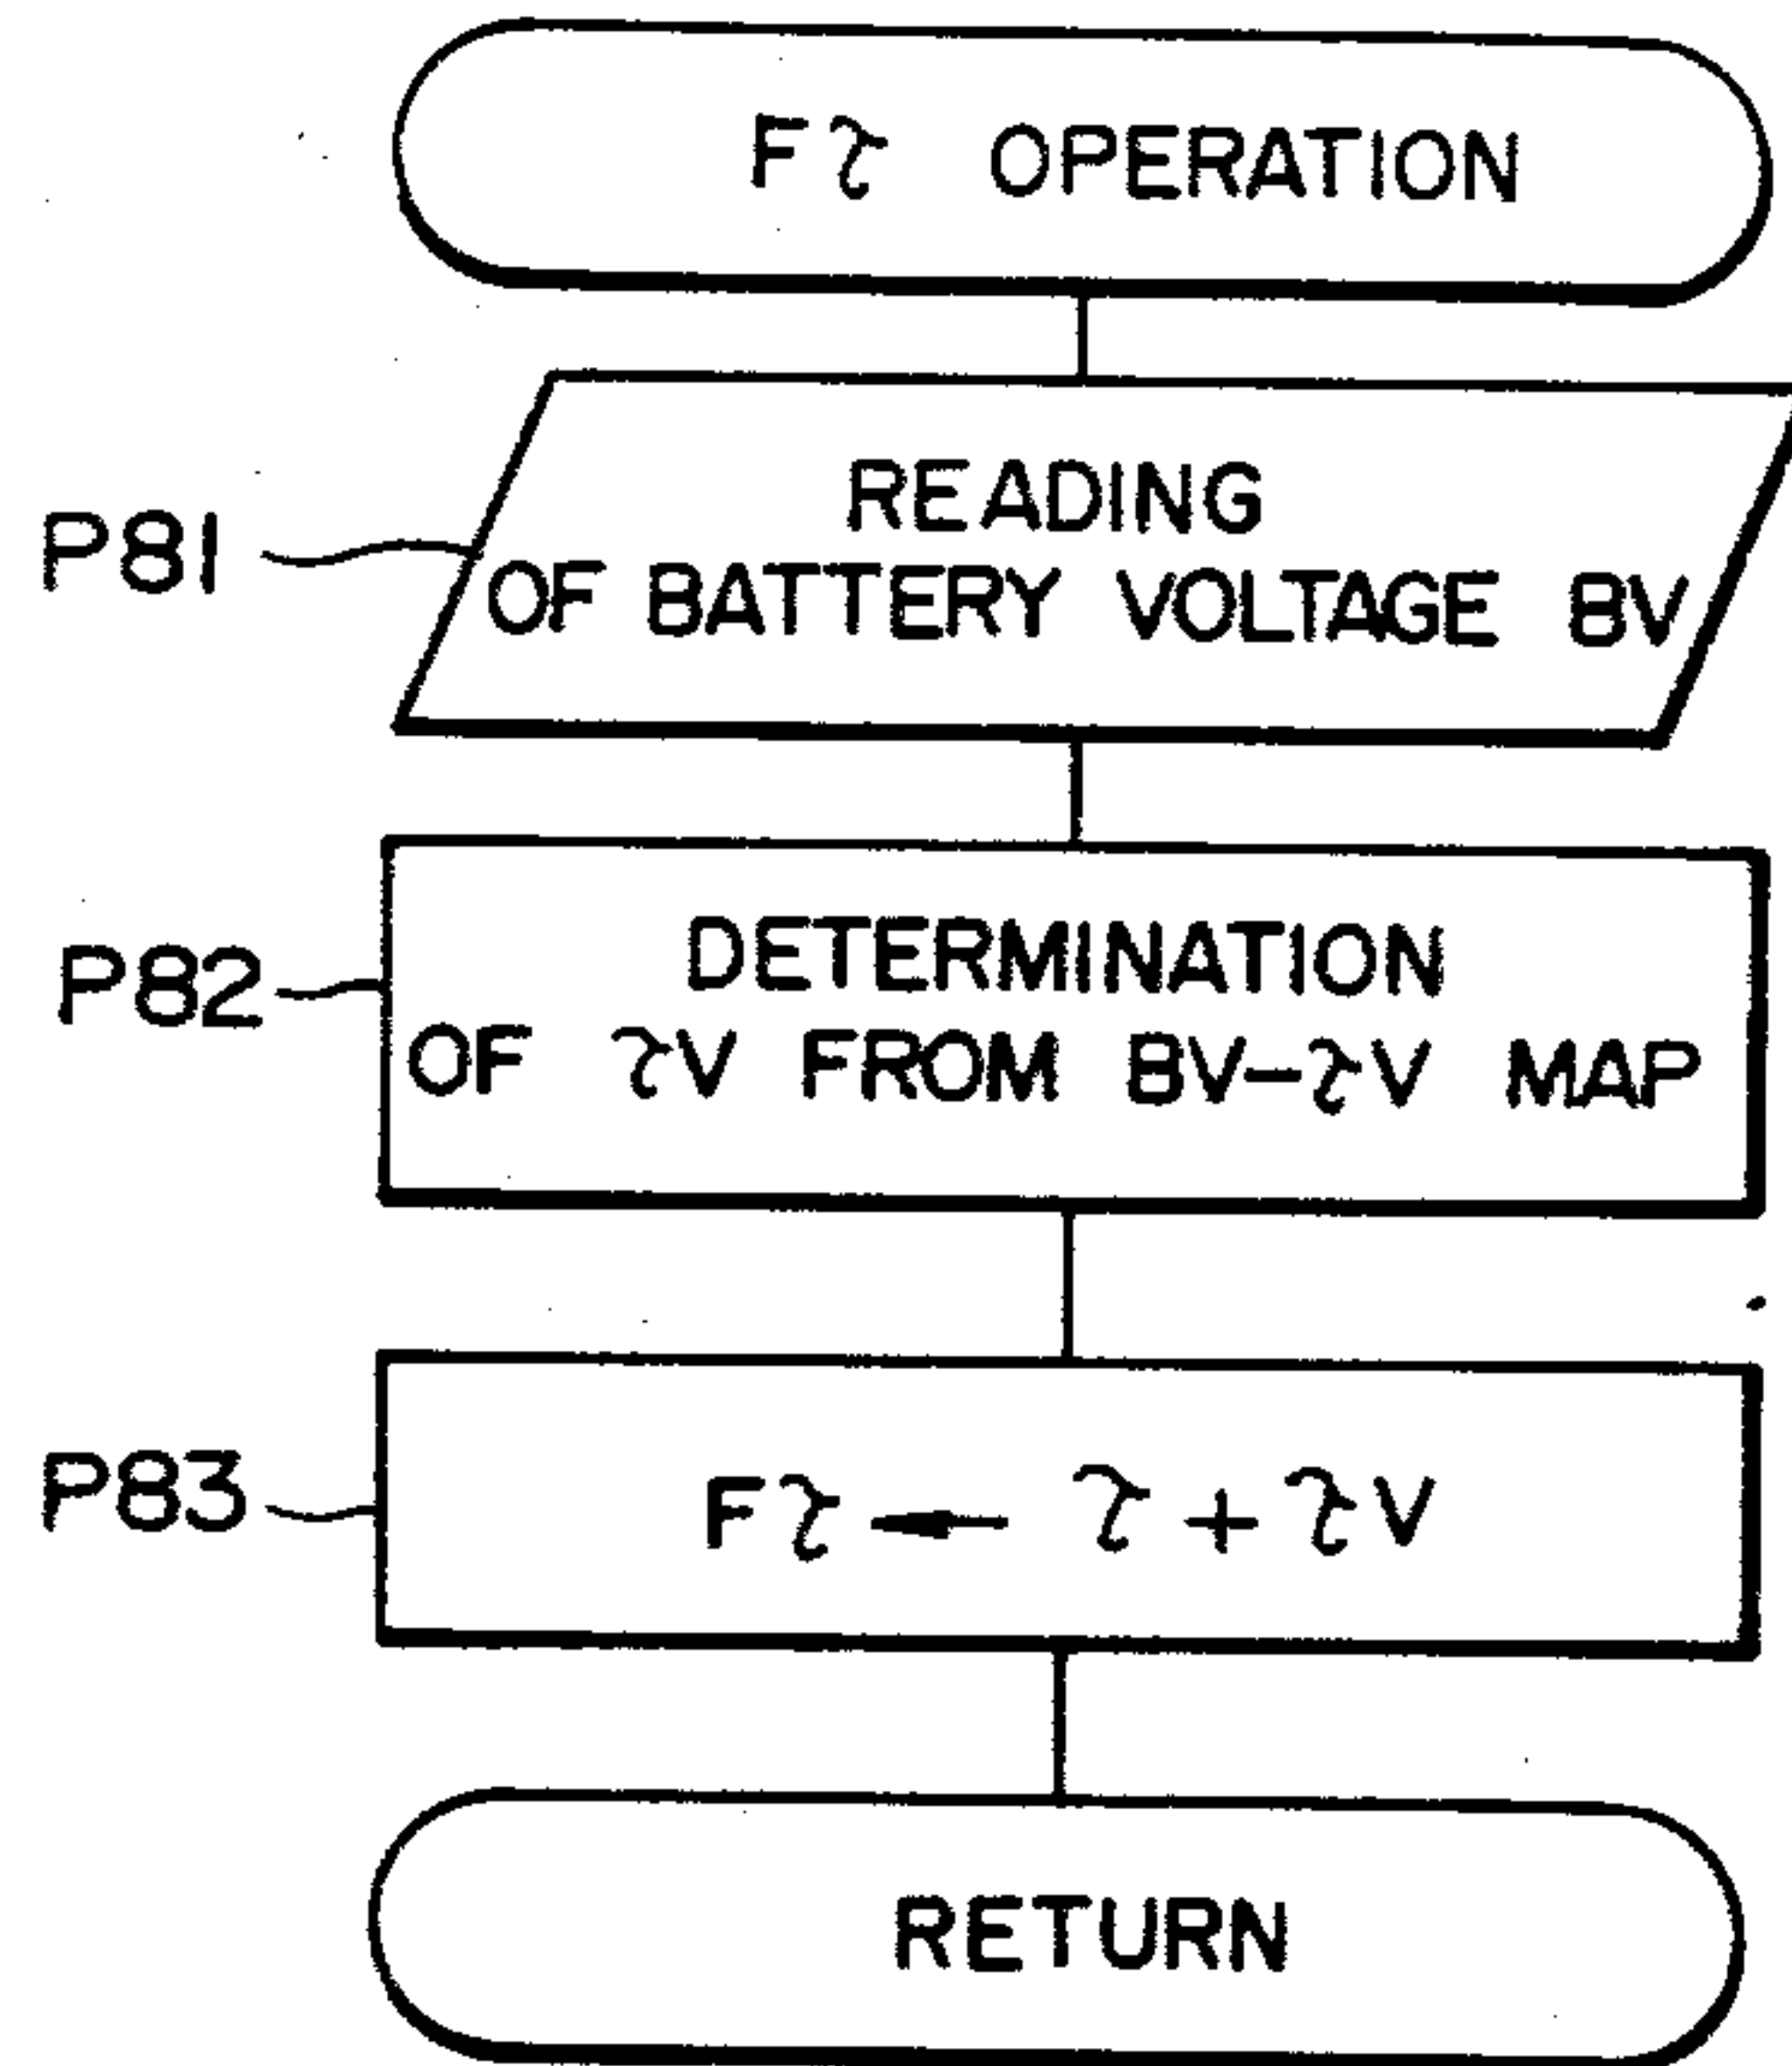 Fτ OPERATION
P81
READING
OF BATTERY VOLTAGE BV
P82
DETERMINATION
OF τV FROM BV-τV MAP
P83
Fτ ← τ + τV
RETURN